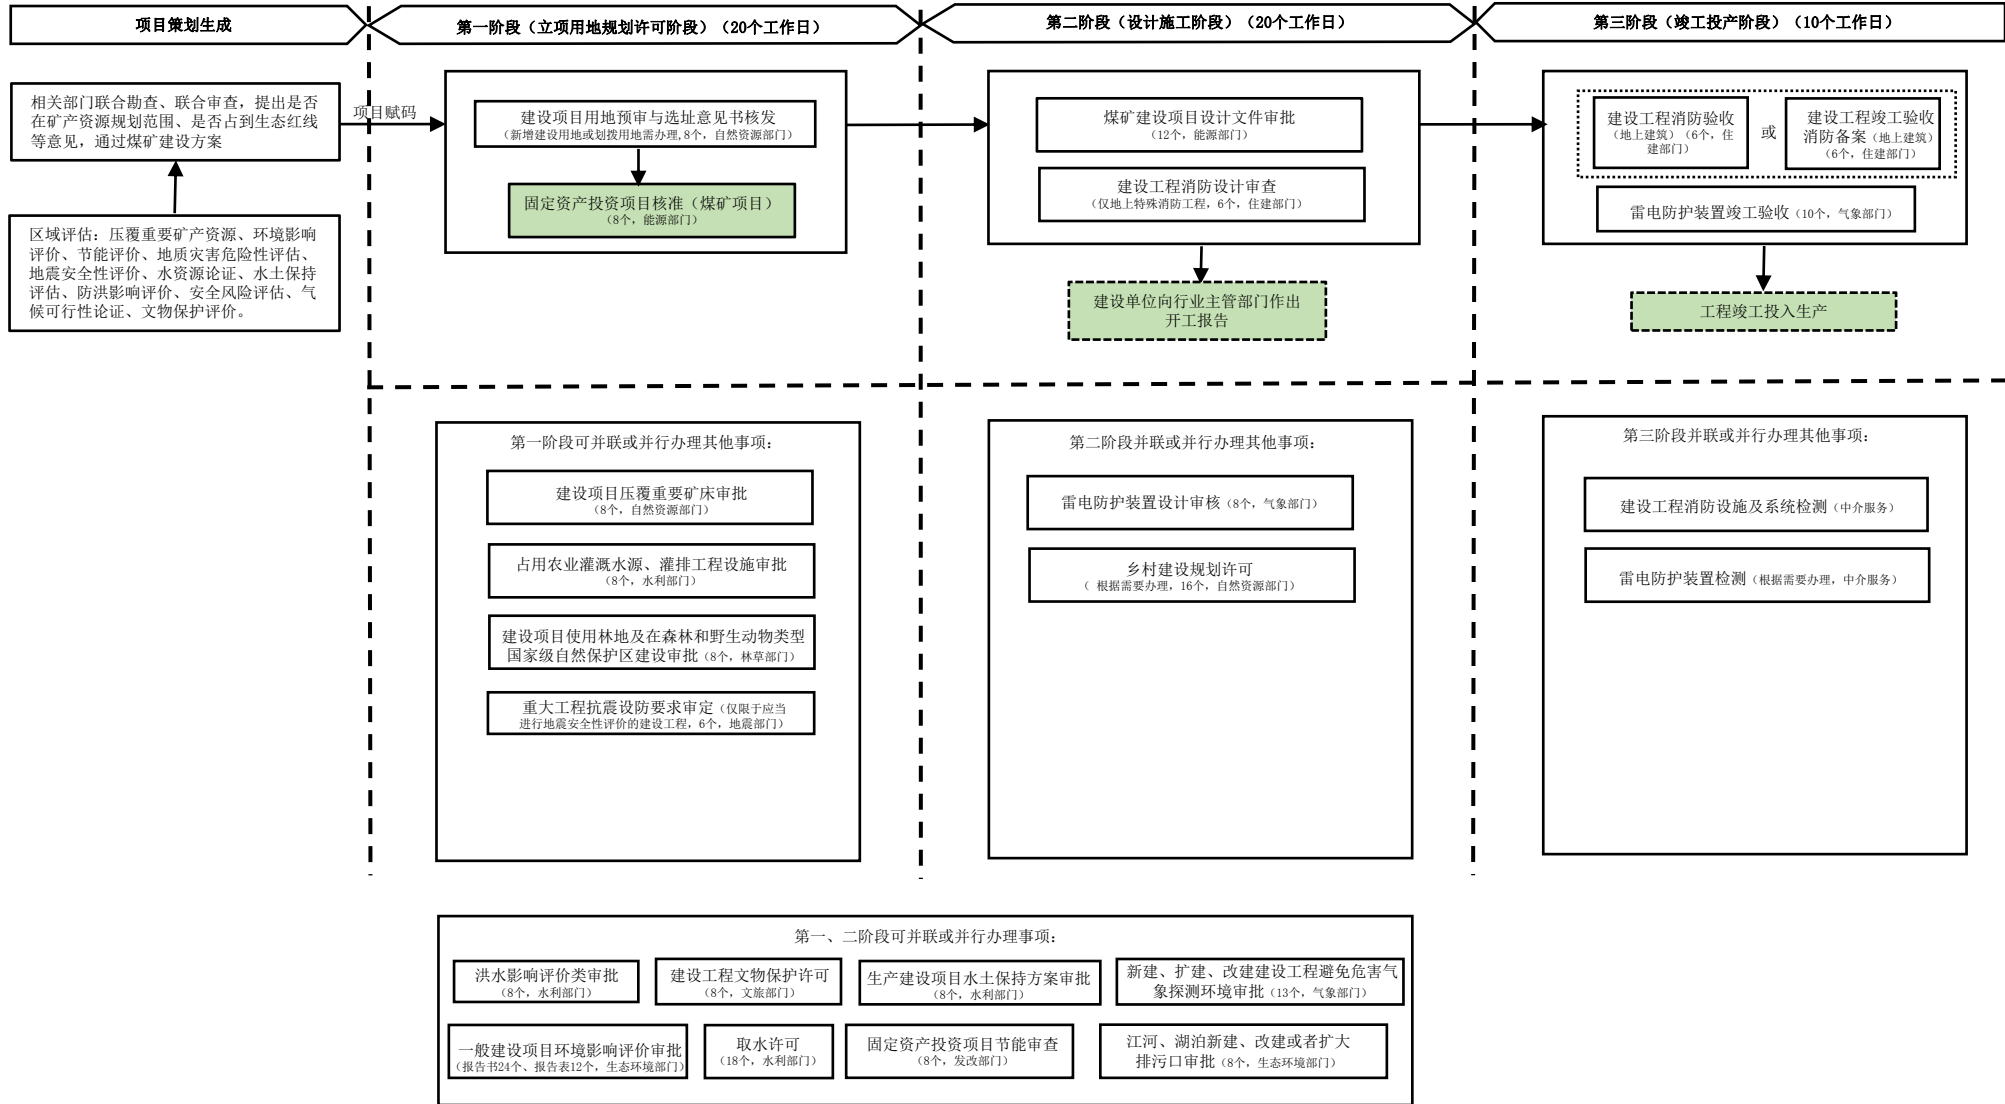 项目策划生成
第一阶段（立项用地规划许可阶段）（20个工作日）
第二阶段（设计施工阶段）（20个工作日）
第三阶段（竣工投产阶段）（10个工作日）
相关部门联合勘查、联合审查，提出是否
在矿产资源规划范围、是否占到生态红线
等意见，通过煤矿建设方案
区域评估：压覆重要矿产资源、环境影响
评价、节能评价、地质灾害危险性评估、
地震安全性评价、水资源论证、水土保持
评估、防洪影响评价、安全风险评估、气
候可行性论证、文物保护评价。
项目赋码
建设项目用地预审与选址意见书核发
（新增建设用地或划拨用地需办理,8个，自然资源部门）
固定资产投资项目核准（煤矿项目）
（8个，能源部门）
煤矿建设项目设计文件审批
（12个，能源部门）
建设工程消防设计审查
（仅地上特殊消防工程，6个，住建部门）
建设单位向行业主管部门作出
开工报告
建设工程消防验收
（地上建筑）（6个，住
建部门）
或
建设工程竣工验收
消防备案（地上建筑）
（6个，住建部门）
雷电防护装置竣工验收（10个，气象部门）
工程竣工投入生产
第一阶段可并联或并行办理其他事项：
建设项目压覆重要矿床审批
（8个，自然资源部门）
占用农业灌溉水源、灌排工程设施审批
（8个，水利部门）
建设项目使用林地及在森林和野生动物类型
国家级自然保护区建设审批（8个，林草部门）
重大工程抗震设防要求审定（仅限于应当
进行地震安全性评价的建设工程，6个，地震部门）
第二阶段并联或并行办理其他事项：
雷电防护装置设计审核（8个，气象部门）
乡村建设规划许可
（ 根据需要办理，16个，自然资源部门）
第三阶段并联或并行办理其他事项：
建设工程消防设施及系统检测（中介服务）
雷电防护装置检测（根据需要办理，中介服务）
第一、二阶段可并联或并行办理事项：
洪水影响评价类审批
（8个，水利部门）
建设工程文物保护许可
（8个，文旅部门）
生产建设项目水土保持方案审批
（8个，水利部门）
新建、扩建、改建建设工程避免危害气
象探测环境审批（13个，气象部门）
一般建设项目环境影响评价审批
（报告书24个、报告表12个，生态环境部门）
取水许可
（18个，水利部门）
固定资产投资项目节能审查
（8个，发改部门）
江河、湖泊新建、改建或者扩大
排污口审批（8个，生态环境部门）